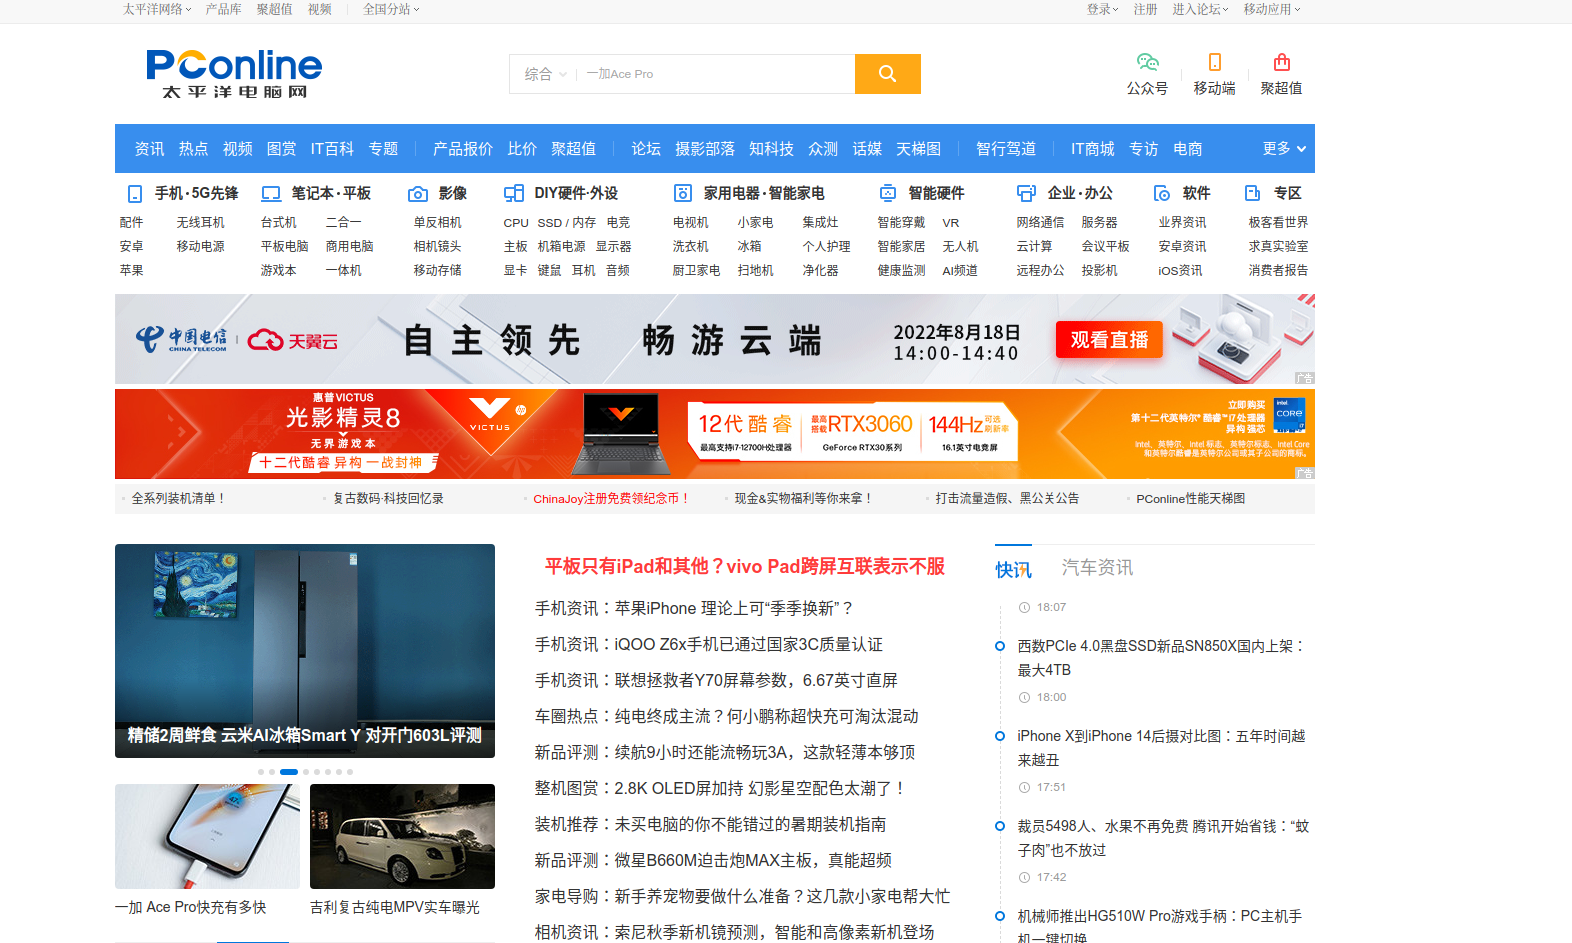 太平洋网络 产品库 聚超值 视频 全国分站 登录 注册 进入论坛 移动应用
PConline
太平洋电脑网
综合 一加Ace Pro
公众号 移动端 聚超值
资讯 热点 视频 图赏 IT百科 专题 产品报价 比价 聚超值 论坛 摄影部落 知科技 众测 话媒 天梯图 智行驾道 IT商城 专访 电商 更多
手机·5G先锋 笔记本·平板 影像 DIY硬件·外设 家用电器·智能家电 智能硬件 企业·办公 软件 专区
配件 无线耳机 台式机 二合一 单反相机 CPU SSD / 内存 电竞 电视机 小家电 集成灶 智能穿戴 VR 网络通信 服务器 业界资讯 极客看世界
安卓 移动电源 平板电脑 商用电脑 相机镜头 主板 机箱电源 显示器 洗衣机 冰箱 个人护理 智能家居 无人机 云计算 会议平板 安卓资讯 求真实验室
苹果 游戏本 一体机 移动存储 显卡 键鼠 耳机 音频 厨卫家电 扫地机 净化器 健康监测 AI频道 远程办公 投影机 iOS资讯 消费者报告
中国电信 CHINA TELECOM 天翼云 自主领先 畅游云端 2022年8月18日 14:00-14:40 观看直播
广告
惠普VICTUS
光影精灵8
无界游戏本
十二代酷睿 异构 一战封神
VICTUS
hp
12代酷睿 最高搭载RTX3060 144Hz可选刷新率
最高支持i7-12700H处理器 GeForce RTX30系列 16.1英寸电竞屏
立即购买
第十二代英特尔® 酷睿™ i7处理器
异构 强芯
intel CORE i7
Intel、英特尔、Intel 标志、英特尔标志、Intel Core
和英特尔酷睿是英特尔公司或其子公司的商标。
广告
全系列装机清单！ 复古数码·科技回忆录 ChinaJoy注册免费领纪念币！ 现金&实物福利等你来拿！ 打击流量造假、黑公关公告 PConline性能天梯图
精储2周鲜食 云米AI冰箱Smart Y 对开门603L评测
一加 Ace Pro快充有多快 吉利复古纯电MPV实车曝光
平板只有iPad和其他？vivo Pad跨屏互联表示不服
手机资讯：苹果iPhone 理论上可“季季换新”？
手机资讯：iQOO Z6x手机已通过国家3C质量认证
手机资讯：联想拯救者Y70屏幕参数，6.67英寸直屏
车圈热点：纯电终成主流？何小鹏称超快充可淘汰混动
新品评测：续航9小时还能流畅玩3A，这款轻薄本够顶
整机图赏：2.8K OLED屏加持 幻影星空配色太潮了！
装机推荐：未买电脑的你不能错过的暑期装机指南
新品评测：微星B660M迫击炮MAX主板，真能超频
家电导购：新手养宠物要做什么准备？这几款小家电帮大忙
相机资讯：索尼秋季新机镜预测，智能和高像素新机登场
快讯 汽车资讯
18:07
西数PCIe 4.0黑盘SSD新品SN850X国内上架：
最大4TB
18:00
iPhone X到iPhone 14后摄对比图：五年时间越
来越丑
17:51
裁员5498人、水果不再免费 腾讯开始省钱：“蚊
子肉”也不放过
17:42
机械师推出HG510W Pro游戏手柄：PC主机手
机一键切换